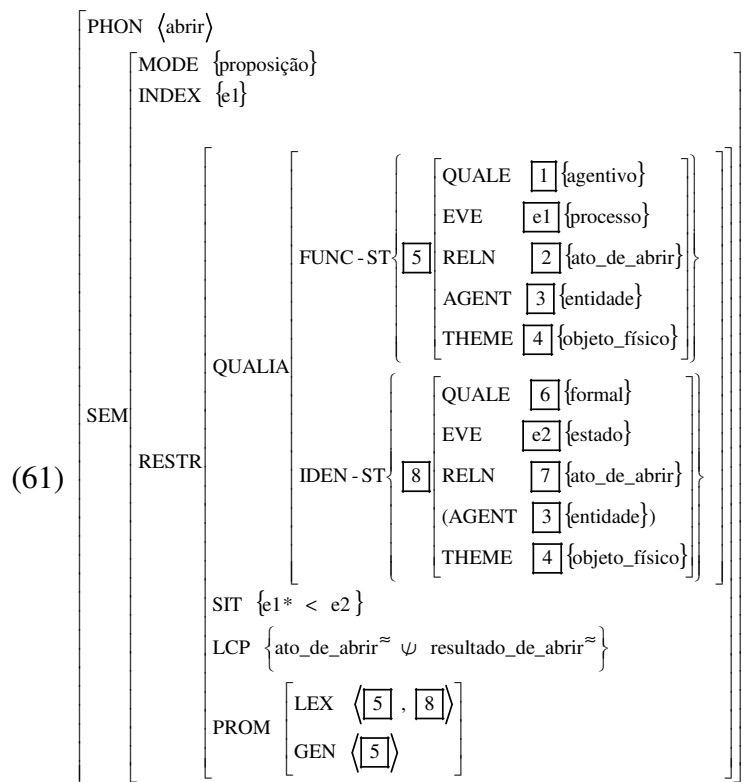 PHON ⟨abrir⟩
MODE {proposição}
INDEX {e1}
QUALE 1 {agentivo}
EVE e1 {processo}
FUNC - ST 5 RELN 2 {ato_de_abrir}
AGENT 3 {entidade}
THEME 4 {objeto_físico}
QUALIA
QUALE 6 {formal}
SEM
EVE e2 {estado}
(61) RESTR IDEN - ST 8 RELN 7 {ato_de_abrir}
(AGENT 3 {entidade})
THEME 4 {objeto_físico}
SIT {e1* < e2}
LCP {ato_de_abrir≈ ψ resultado_de_abrir≈}
LEX ⟨5 , 8⟩
PROM
GEN ⟨5⟩